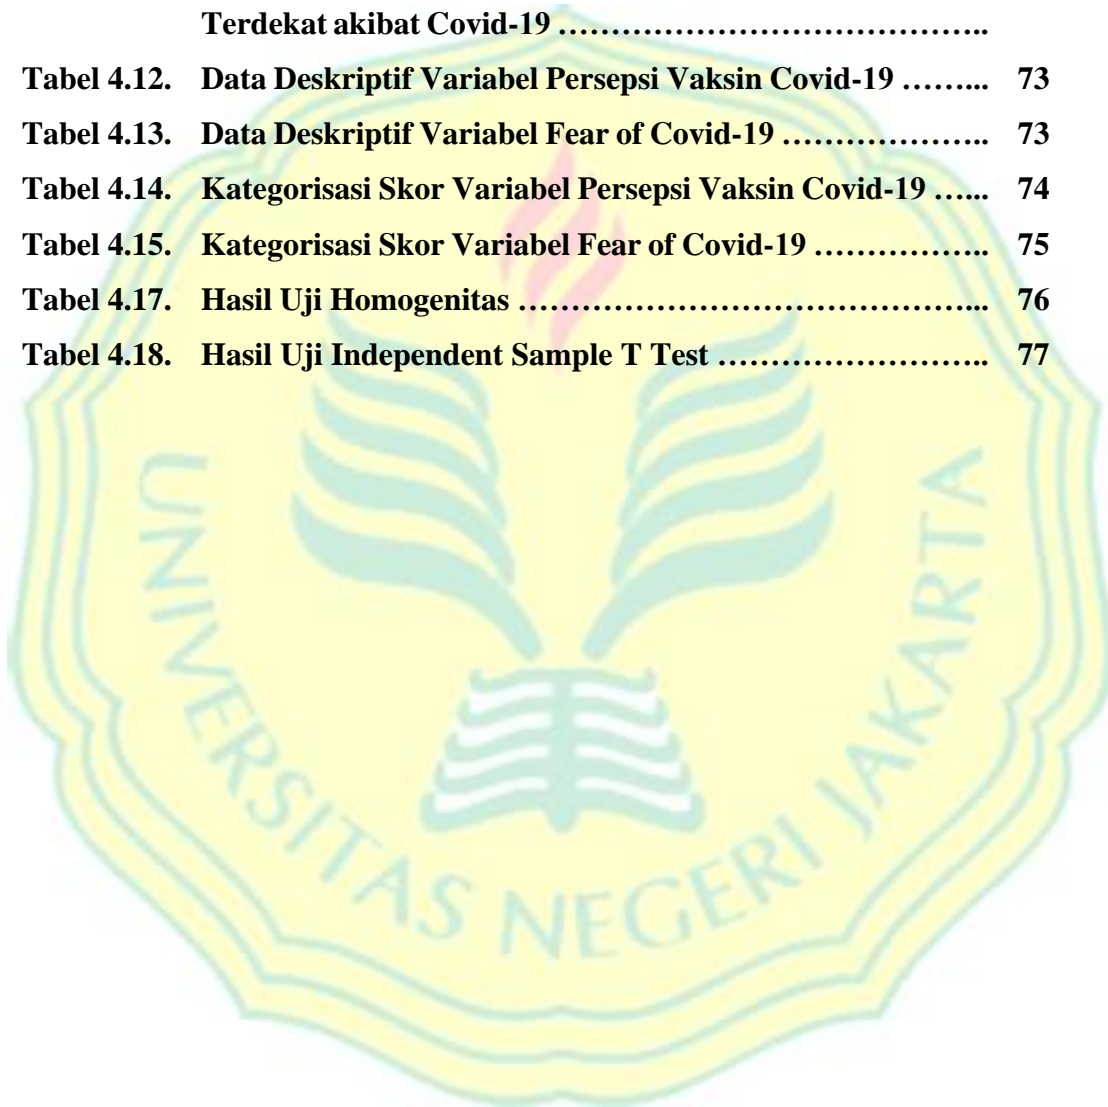 Terdekat akibat Covid-19 …………………………………..
Tabel 4.12. Data Deskriptif Variabel Persepsi Vaksin Covid-19 ……... 73
Tabel 4.13. Data Deskriptif Variabel Fear of Covid-19 ……………….. 73
Tabel 4.14. Kategorisasi Skor Variabel Persepsi Vaksin Covid-19 …... 74
Tabel 4.15. Kategorisasi Skor Variabel Fear of Covid-19 …………….. 75
Tabel 4.17. Hasil Uji Homogenitas ……………………………………... 76
Tabel 4.18. Hasil Uji Independent Sample T Test …………………….. 77
UNIVERSITAS NEGERI JAKARTA